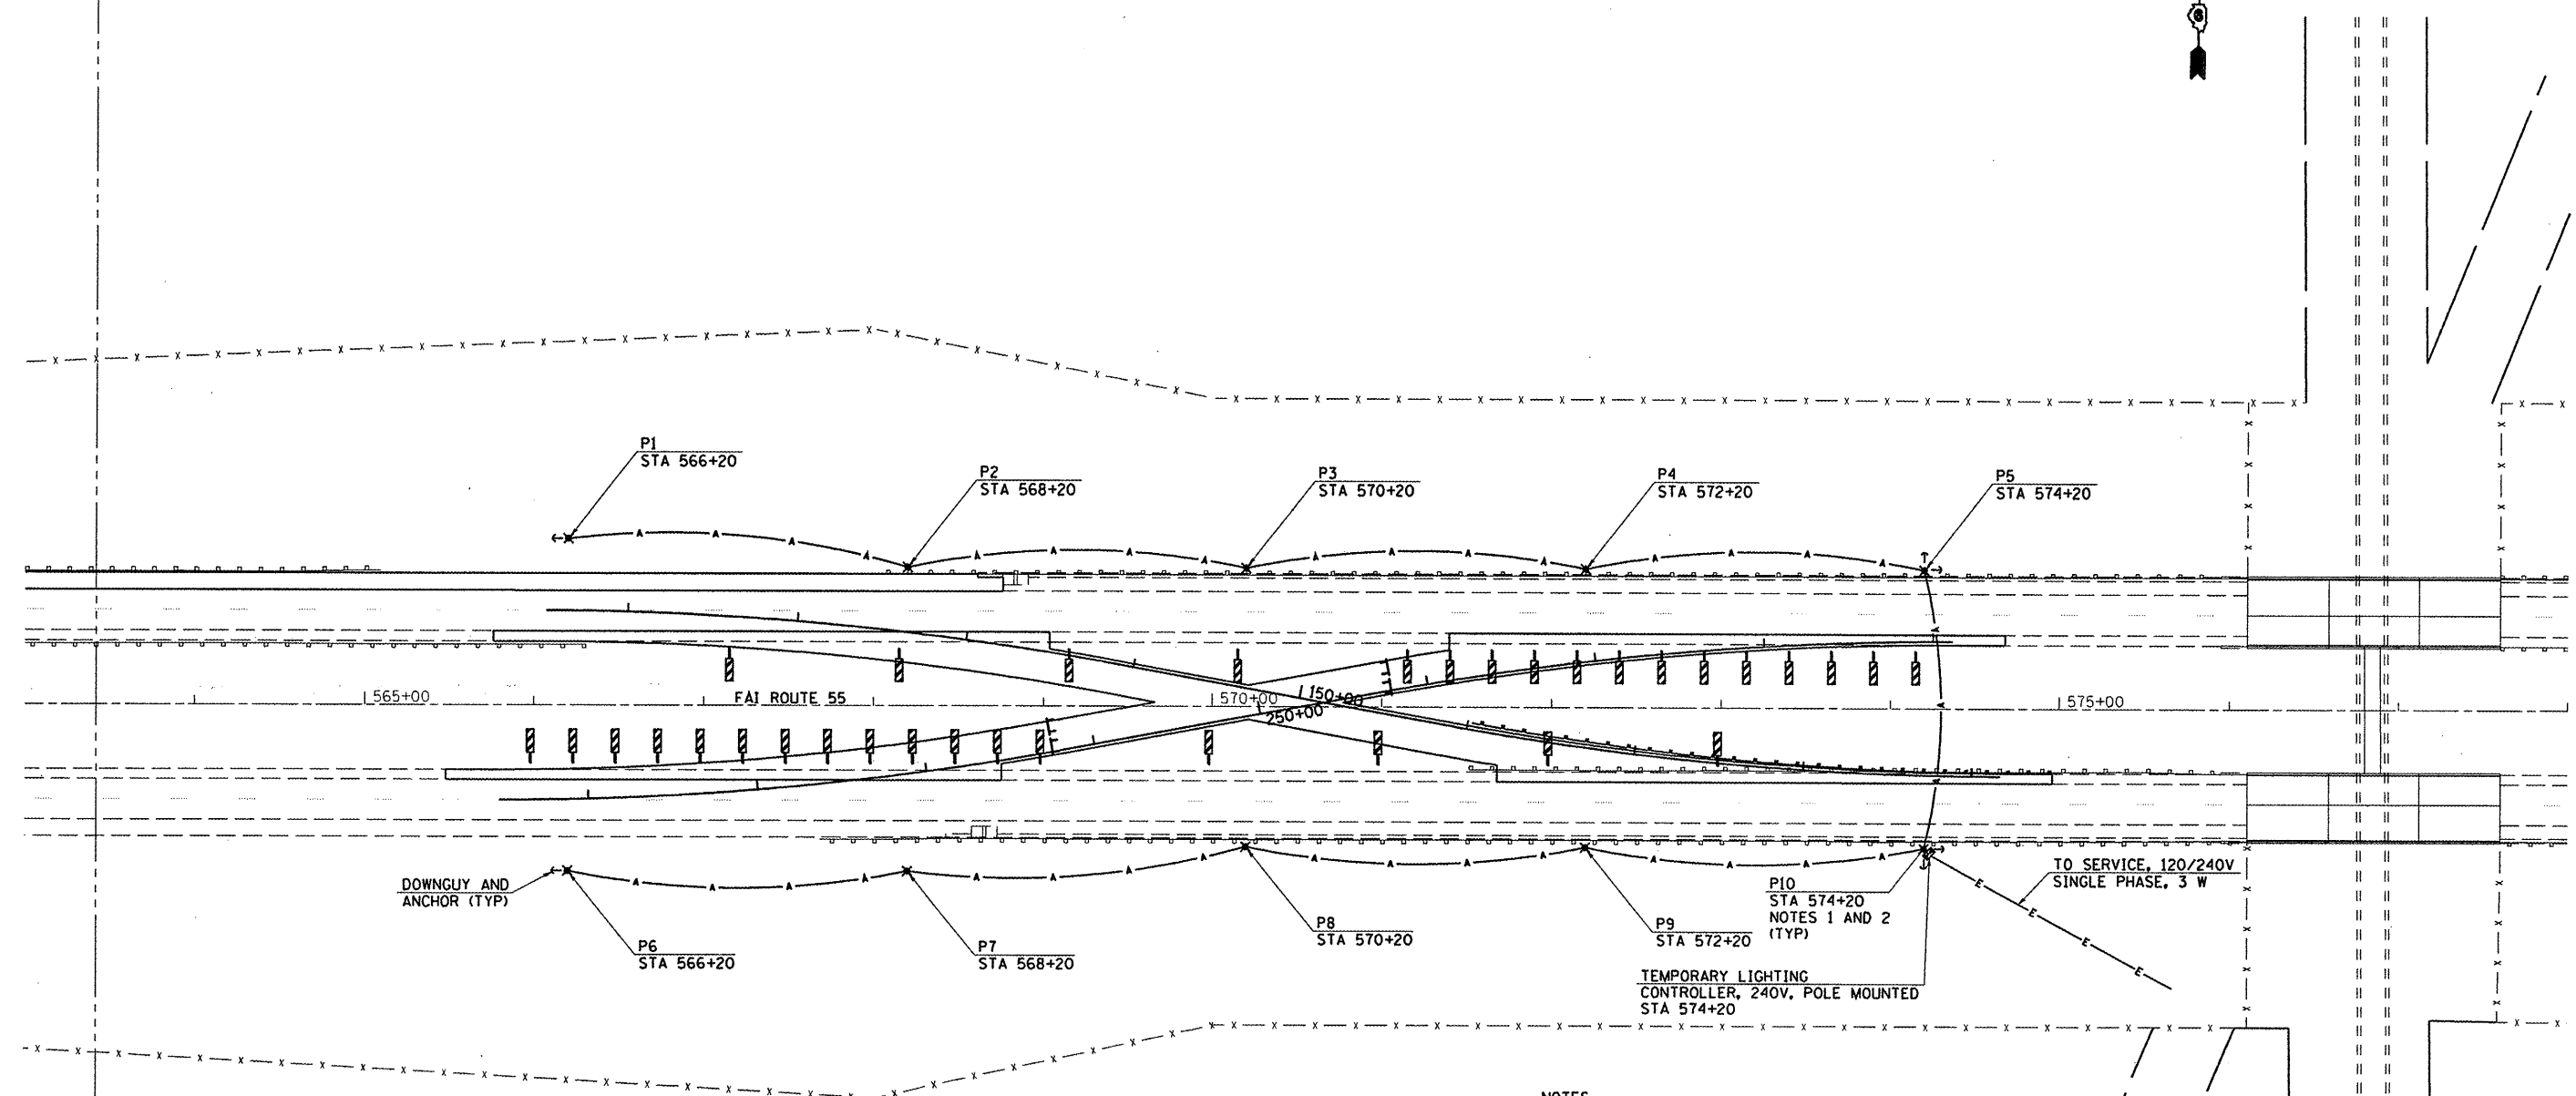 6
P1
STA 566+20
P2
STA 568+20
P3
STA 570+20
P4
STA 572+20
P5
STA 574+20
565+00
FAI ROUTE 55
570+00
150+00
250+00
575+00
DOWNGUY AND
ANCHOR (TYP)
P6
STA 566+20
P7
STA 568+20
P8
STA 570+20
P9
STA 572+20
P10
STA 574+20
NOTES 1 AND 2
(TYP)
TO SERVICE, 120/240V
SINGLE PHASE, 3 W
TEMPORARY LIGHTING
CONTROLLER, 240V, POLE MOUNTED
STA 574+20
NOTES